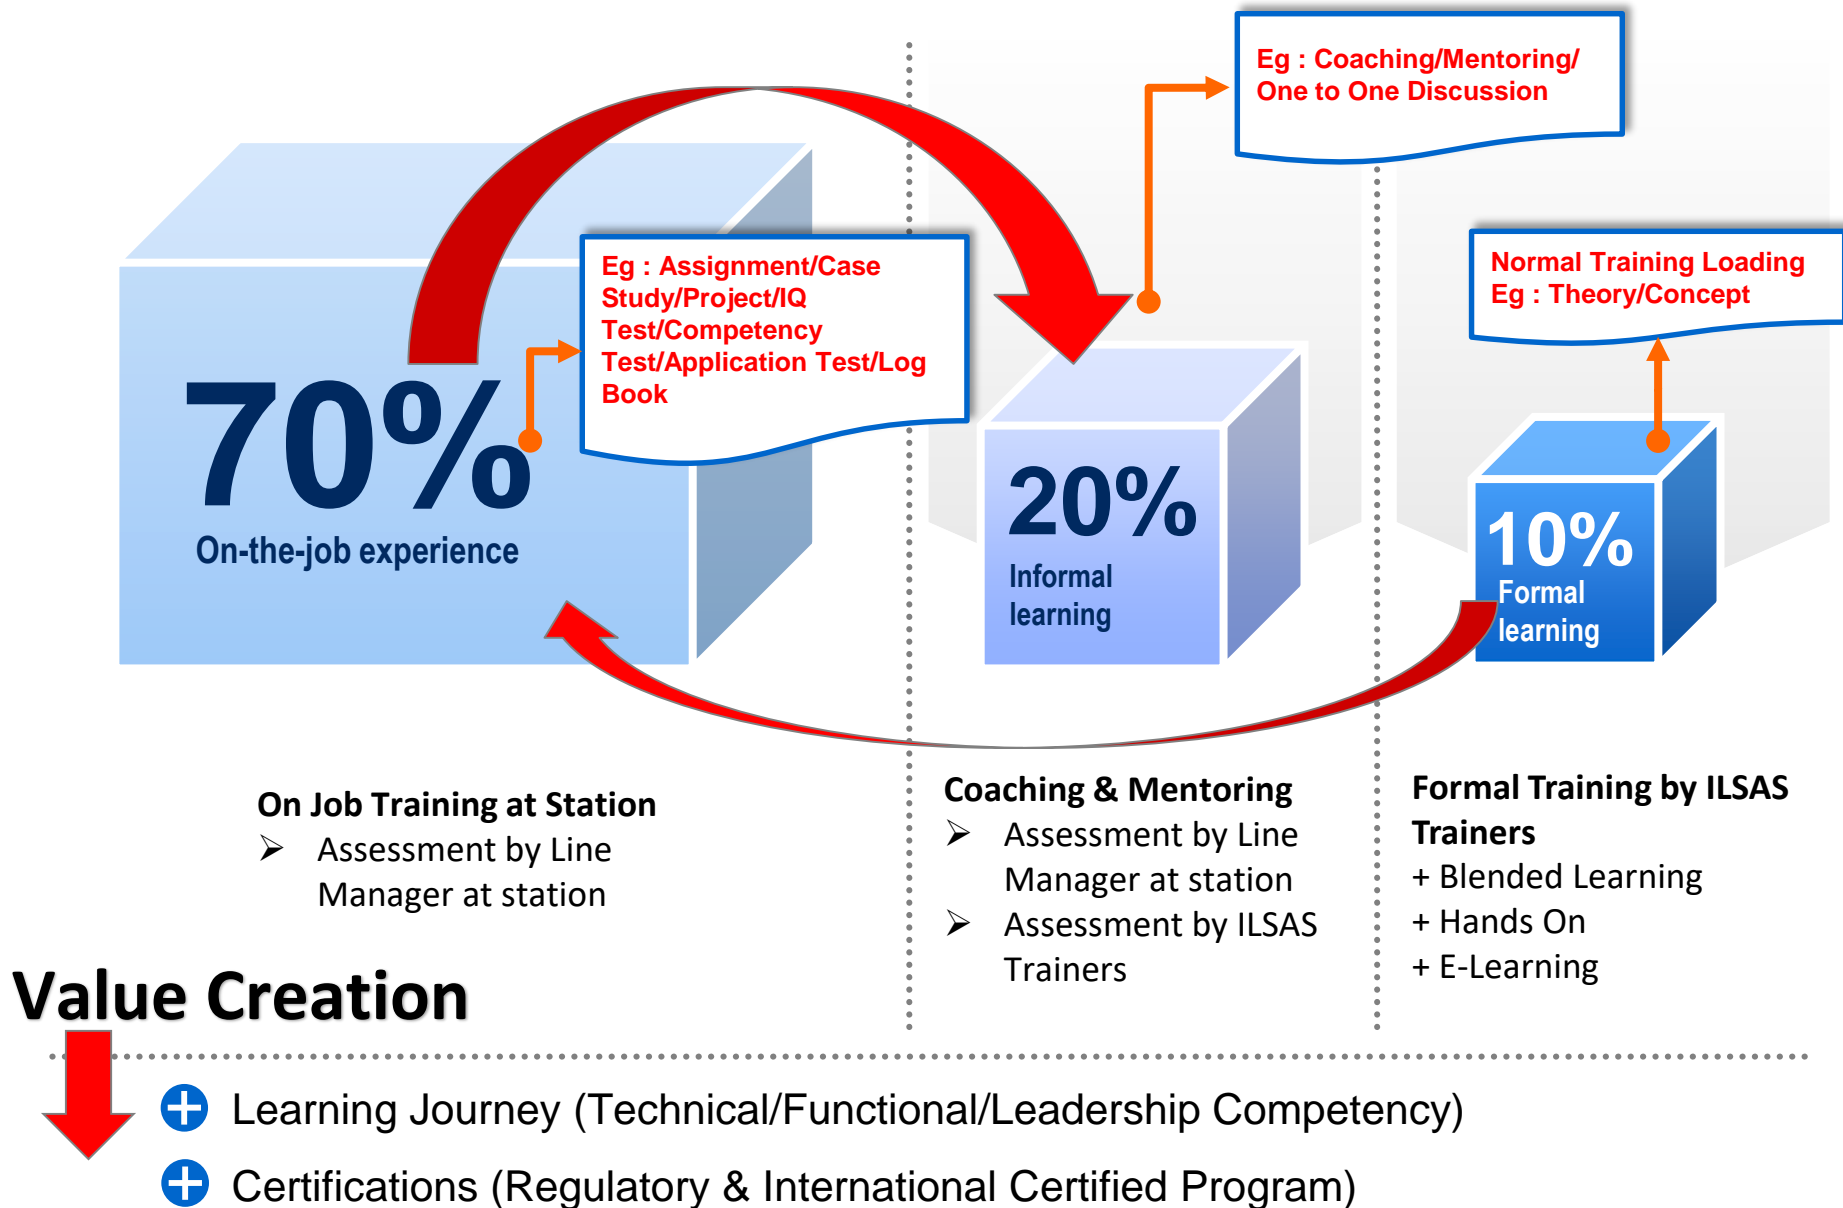 Eg : Coaching/Mentoring/
One to One Discussion
Eg : Assignment/Case
Study/Project/IQ
Test/Competency
Test/Application Test/Log
Book
Normal Training Loading
Eg : Theory/Concept
70%
On-the-job experience
20%
Informal
learning
10%
Formal
learning
On Job Training at Station
➢ Assessment by Line
Manager at station
Coaching & Mentoring
➢ Assessment by Line
Manager at station
➢ Assessment by ILSAS
Trainers
Formal Training by ILSAS
Trainers
+ Blended Learning
+ Hands On
+ E-Learning
Value Creation
Learning Journey (Technical/Functional/Leadership Competency)
Certifications (Regulatory & International Certified Program)